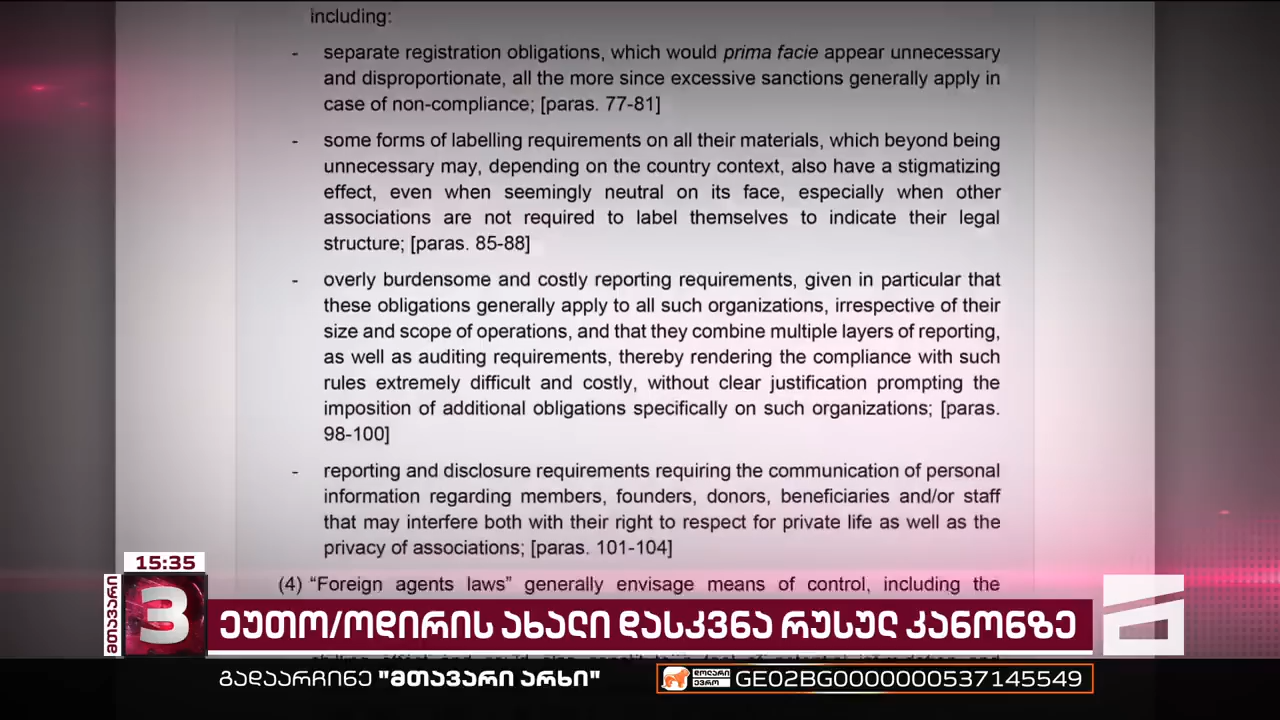 including:
- separate registration obligations, which would prima facie appear unnecessary
and disproportionate, all the more since excessive sanctions generally apply in
case of non-compliance; [paras. 77-81]
- some forms of labelling requirements on all their materials, which beyond being
unnecessary may, depending on the country context, also have a stigmatizing
effect, even when seemingly neutral on its face, especially when other
associations are not required to label themselves to indicate their legal
structure; [paras. 85-88]
- overly burdensome and costly reporting requirements, given in particular that
these obligations generally apply to all such organizations, irrespective of their
size and scope of operations, and that they combine multiple layers of reporting,
as well as auditing requirements, thereby rendering the compliance with such
rules extremely difficult and costly, without clear justification prompting the
imposition of additional obligations specifically on such organizations; [paras.
98-100]
- reporting and disclosure requirements requiring the communication of personal
information regarding members, founders, donors, beneficiaries and/or staff
that may interfere both with their right to respect for private life as well as the
privacy of associations; [paras. 101-104]
(4) “Foreign agents laws” generally envisage means of control, including the
15:35
მთავარი
3
ეუთო/ოდირის ახალი დასკვნა რუსულ კანონზე
გადაარჩინე "მთავარი არხი"
დოლარი
ევრო
GE02BG0000000537145549